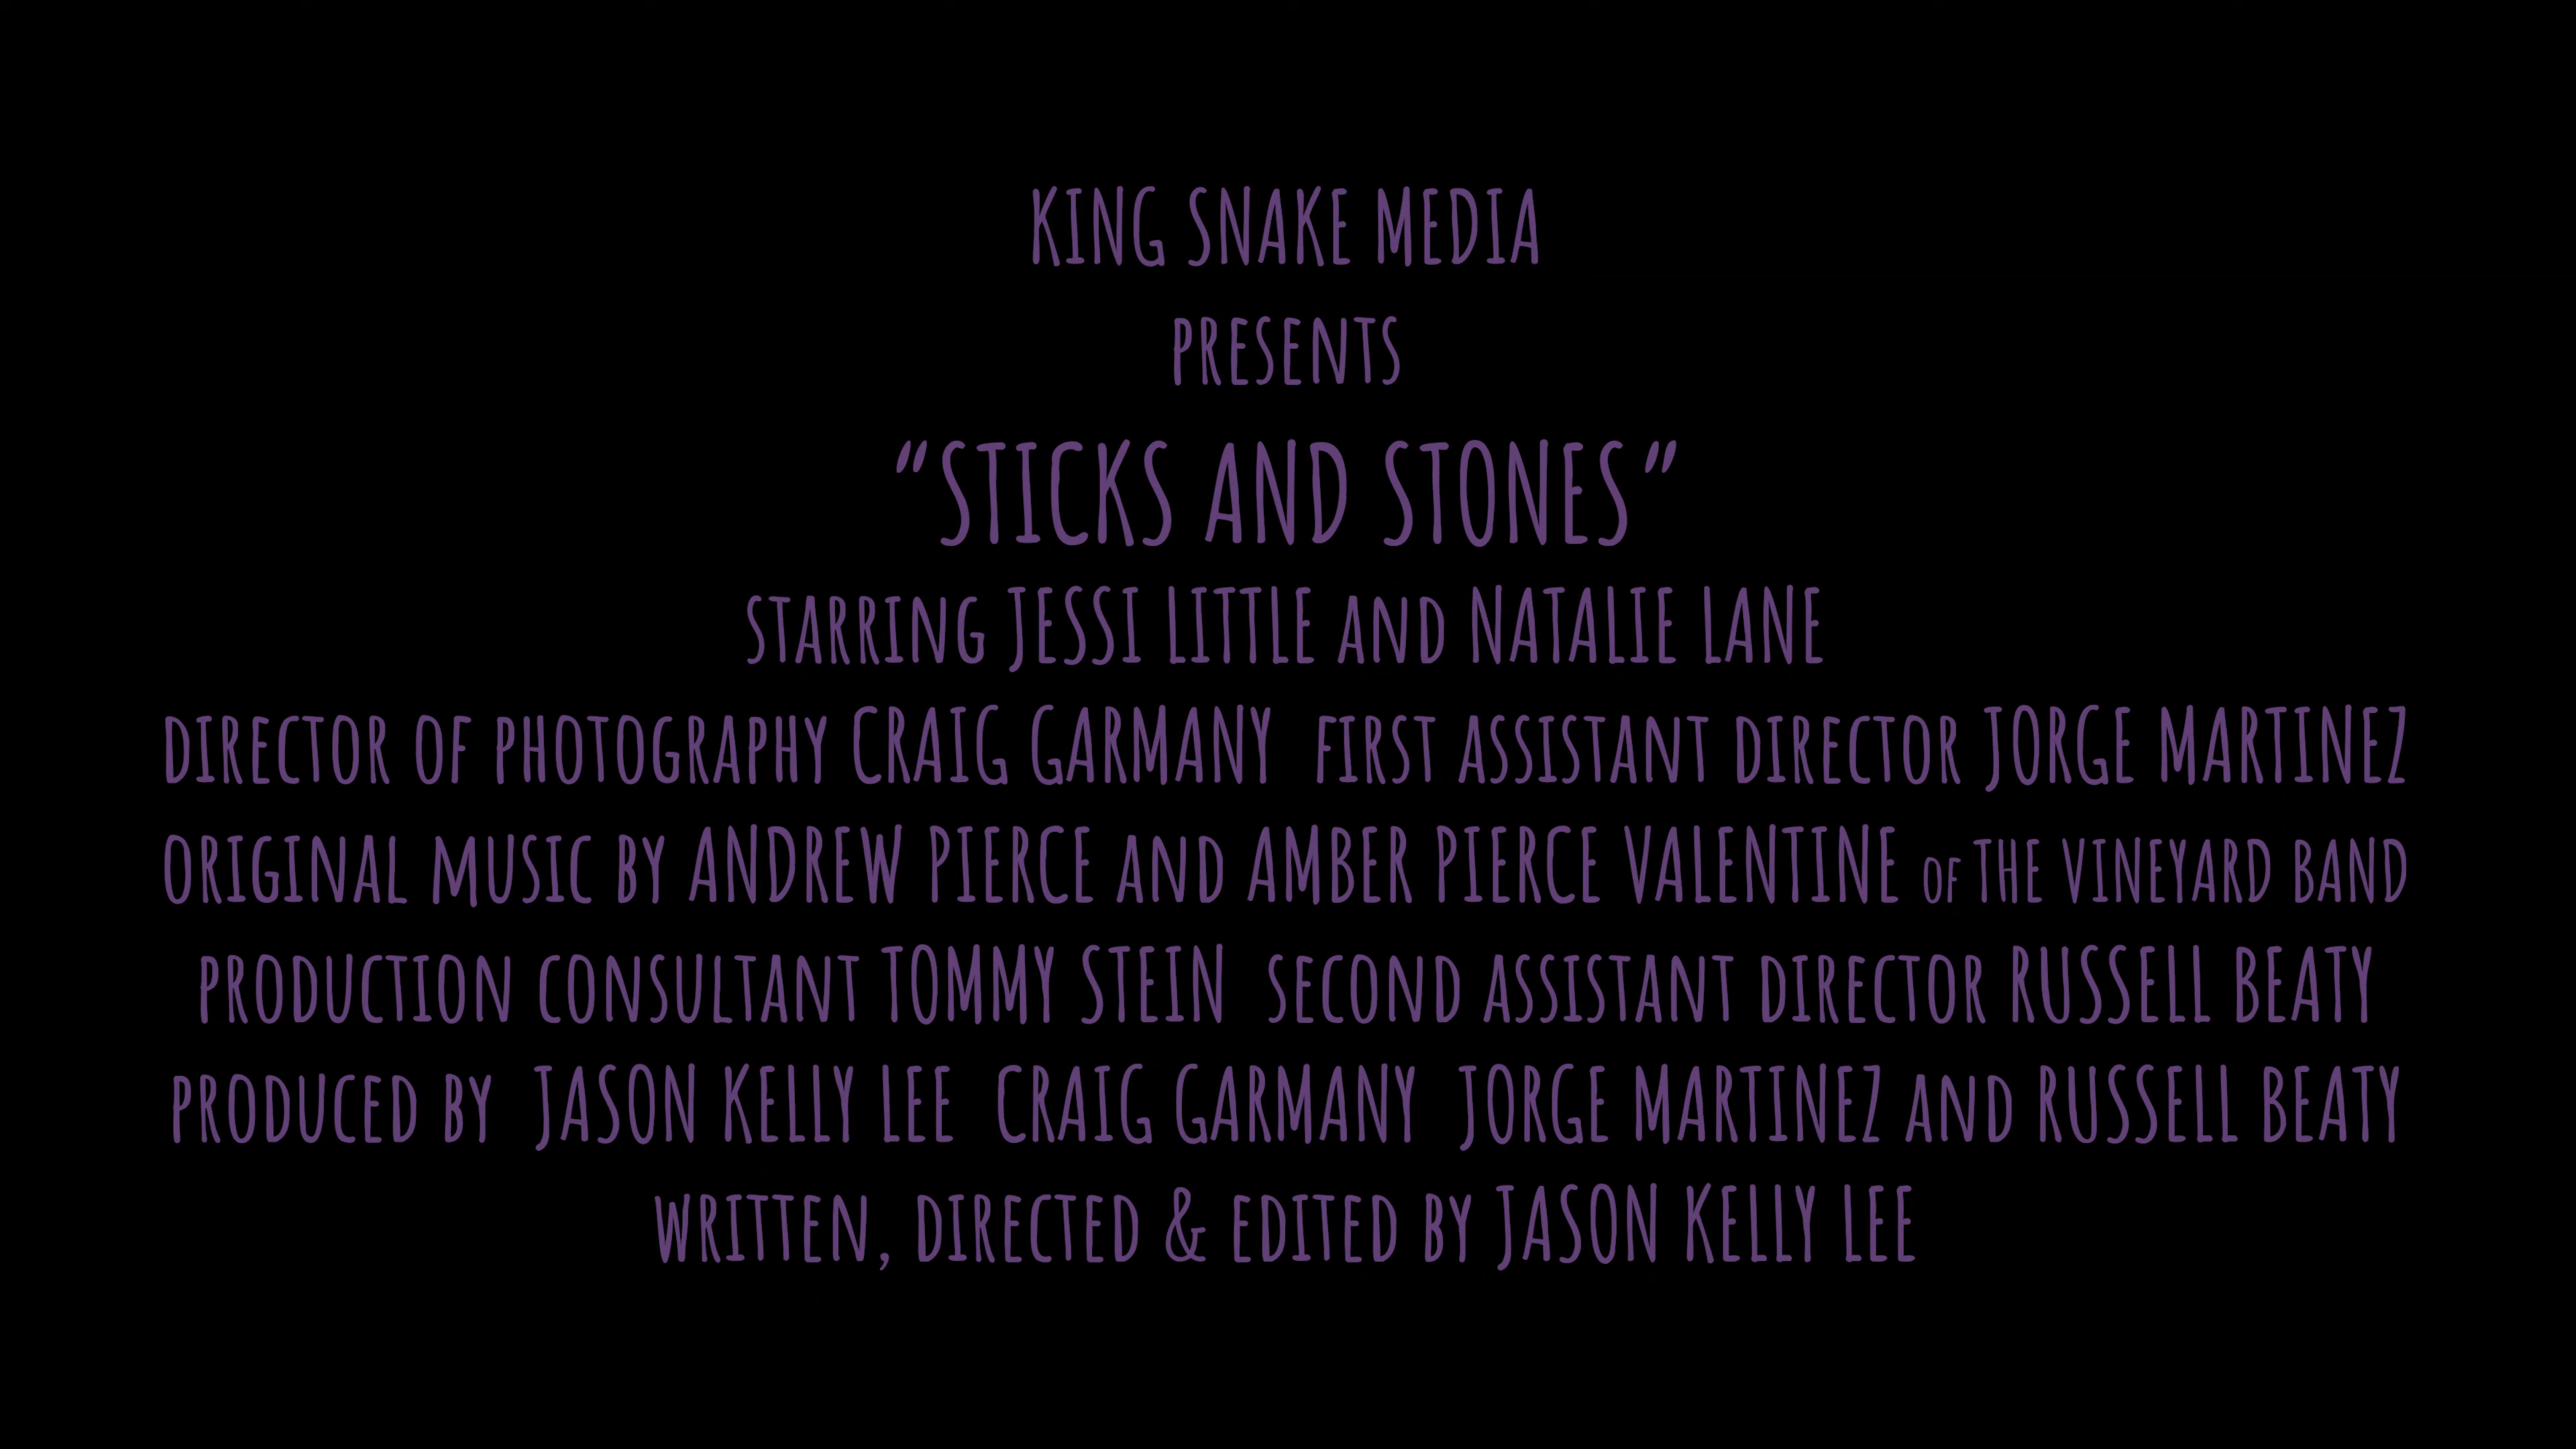 KING SNAKE MEDIA
PRESENTS
“STICKS AND STONES”
STARRING JESSI LITTLE AND NATALIE LANE
DIRECTOR OF PHOTOGRAPHY CRAIG GARMANY FIRST ASSISTANT DIRECTOR JORGE MARTINEZ
ORIGINAL MUSIC BY ANDREW PIERCE AND AMBER PIERCE VALENTINE OF THE VINEYARD BAND
PRODUCTION CONSULTANT TOMMY STEIN SECOND ASSISTANT DIRECTOR RUSSELL BEATY
PRODUCED BY JASON KELLY LEE CRAIG GARMANY JORGE MARTINEZ AND RUSSELL BEATY
WRITTEN, DIRECTED & EDITED BY JASON KELLY LEE